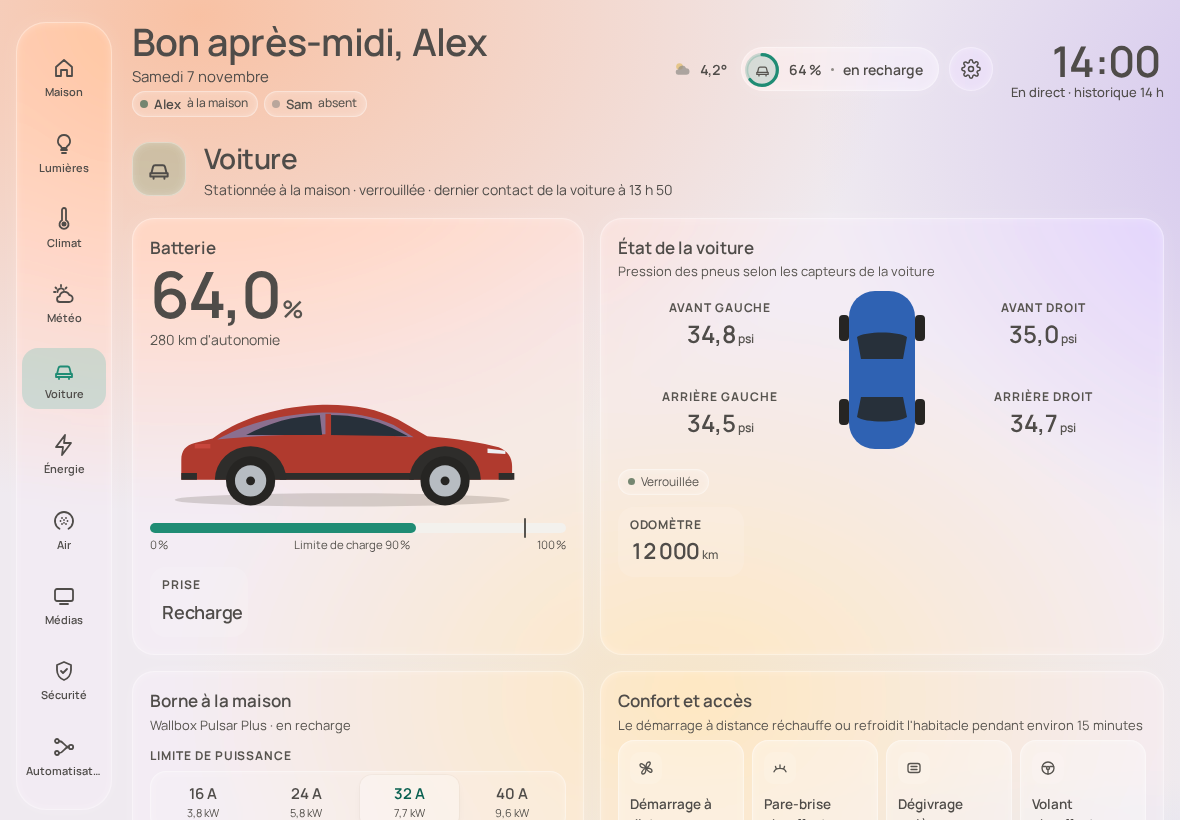 Bon après-midi, Alex
Samedi 7 novembre
Alex à la maison
Sam absent
4,2°
64 % · en recharge
14:00
En direct · historique 14 h
Maison
Lumières
Climat
Météo
Voiture
Énergie
Air
Médias
Sécurité
Automatisat…
Voiture
Stationnée à la maison · verrouillée · dernier contact de la voiture à 13 h 50
Batterie
64,0 %
280 km d'autonomie
0 %
Limite de charge 90 %
100 %
PRISE
Recharge
État de la voiture
Pression des pneus selon les capteurs de la voiture
AVANT GAUCHE
34,8 psi
AVANT DROIT
35,0 psi
ARRIÈRE GAUCHE
34,5 psi
ARRIÈRE DROIT
34,7 psi
Verrouillée
ODOMÈTRE
12 000 km
Borne à la maison
Wallbox Pulsar Plus · en recharge
LIMITE DE PUISSANCE
16 A
3,8 kW
24 A
5,8 kW
32 A
7,7 kW
40 A
9,6 kW
Confort et accès
Le démarrage à distance réchauffe ou refroidit l'habitacle pendant environ 15 minutes
Démarrage à
Pare-brise
Dégivrage
Volant